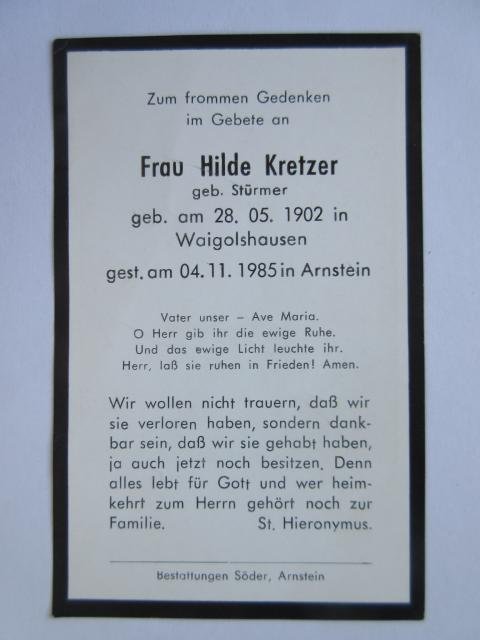 Zum frommen Gedenken
im Gebete an
Frau Hilde Kretzer
geb. Stürmer
geb. am 28. 05. 1902 in
Waigolshausen
gest. am 04. 11. 1985 in Arnstein
Vater unser – Ave Maria.
O Herr gib ihr die ewige Ruhe.
Und das ewige Licht leuchte ihr.
Herr, laß sie ruhen in Frieden! Amen.
Wir wollen nicht trauern, daß wir
sie verloren haben, sondern dank-
bar sein, daß wir sie gehabt haben,
ja auch jetzt noch besitzen. Denn
alles lebt für Gott und wer heim-
kehrt zum Herrn gehört noch zur
Familie. St. Hieronymus.
Bestattungen Söder, Arnstein